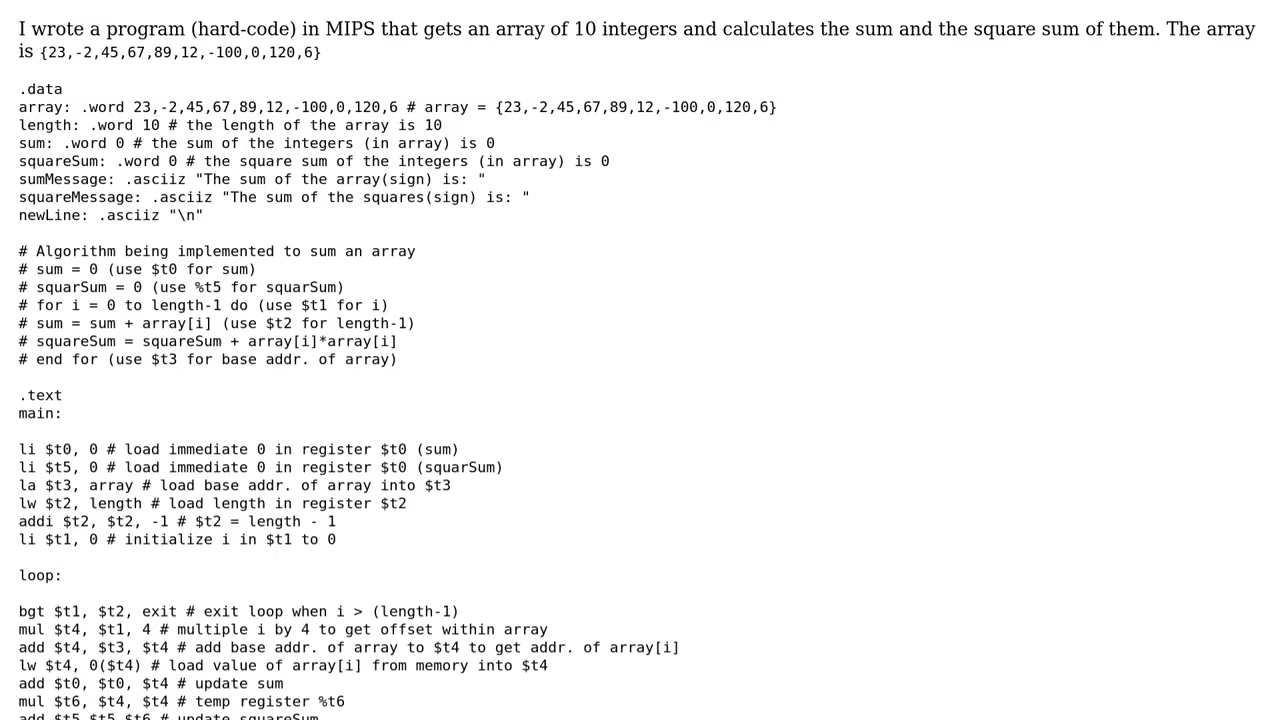 I wrote a program (hard-code) in MIPS that gets an array of 10 integers and calculates the sum and the square sum of them. The array
is {23,-2,45,67,89,12,-100,0,120,6}
.data
array: .word 23,-2,45,67,89,12,-100,0,120,6 # array = {23,-2,45,67,89,12,-100,0,120,6}
length: .word 10 # the length of the array is 10
sum: .word 0 # the sum of the integers (in array) is 0
squareSum: .word 0 # the square sum of the integers (in array) is 0
sumMessage: .asciiz "The sum of the array(sign) is: "
squareMessage: .asciiz "The sum of the squares(sign) is: "
newLine: .asciiz "\n"
# Algorithm being implemented to sum an array
# sum = 0 (use $t0 for sum)
# squarSum = 0 (use %t5 for squarSum)
# for i = 0 to length-1 do (use $t1 for i)
# sum = sum + array[i] (use $t2 for length-1)
# squareSum = squareSum + array[i]*array[i]
# end for (use $t3 for base addr. of array)
.text
main:
li $t0, 0 # load immediate 0 in register $t0 (sum)
li $t5, 0 # load immediate 0 in register $t0 (squarSum)
la $t3, array # load base addr. of array into $t3
lw $t2, length # load length in register $t2
addi $t2, $t2, -1 # $t2 = length - 1
li $t1, 0 # initialize i in $t1 to 0
loop:
bgt $t1, $t2, exit # exit loop when i > (length-1)
mul $t4, $t1, 4 # multiple i by 4 to get offset within array
add $t4, $t3, $t4 # add base addr. of array to $t4 to get addr. of array[i]
lw $t4, 0($t4) # load value of array[i] from memory into $t4
add $t0, $t0, $t4 # update sum
mul $t6, $t4, $t4 # temp register %t6
add $t5,$t5,$t6 # update squareSum